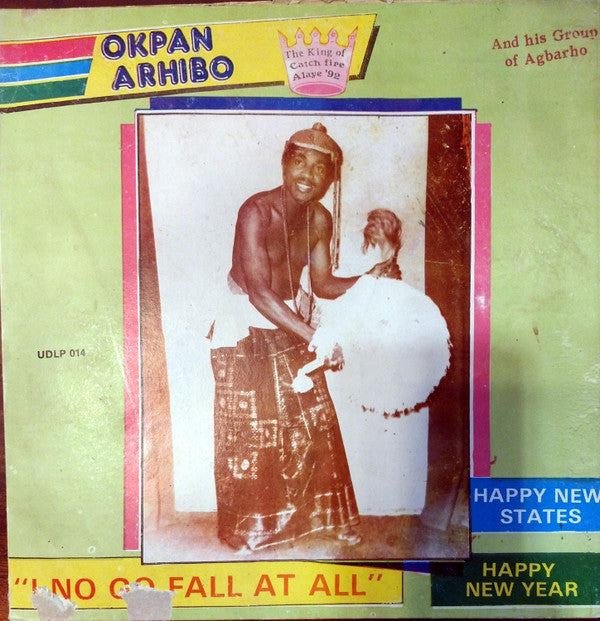 OKPAN
ARHIBO
The King of
Catch fire
Alaye '92
And his Group
of Agbarho
UDLP 014
HAPPY NEW
STATES
"I NO GO FALL AT ALL"
HAPPY
NEW YEAR